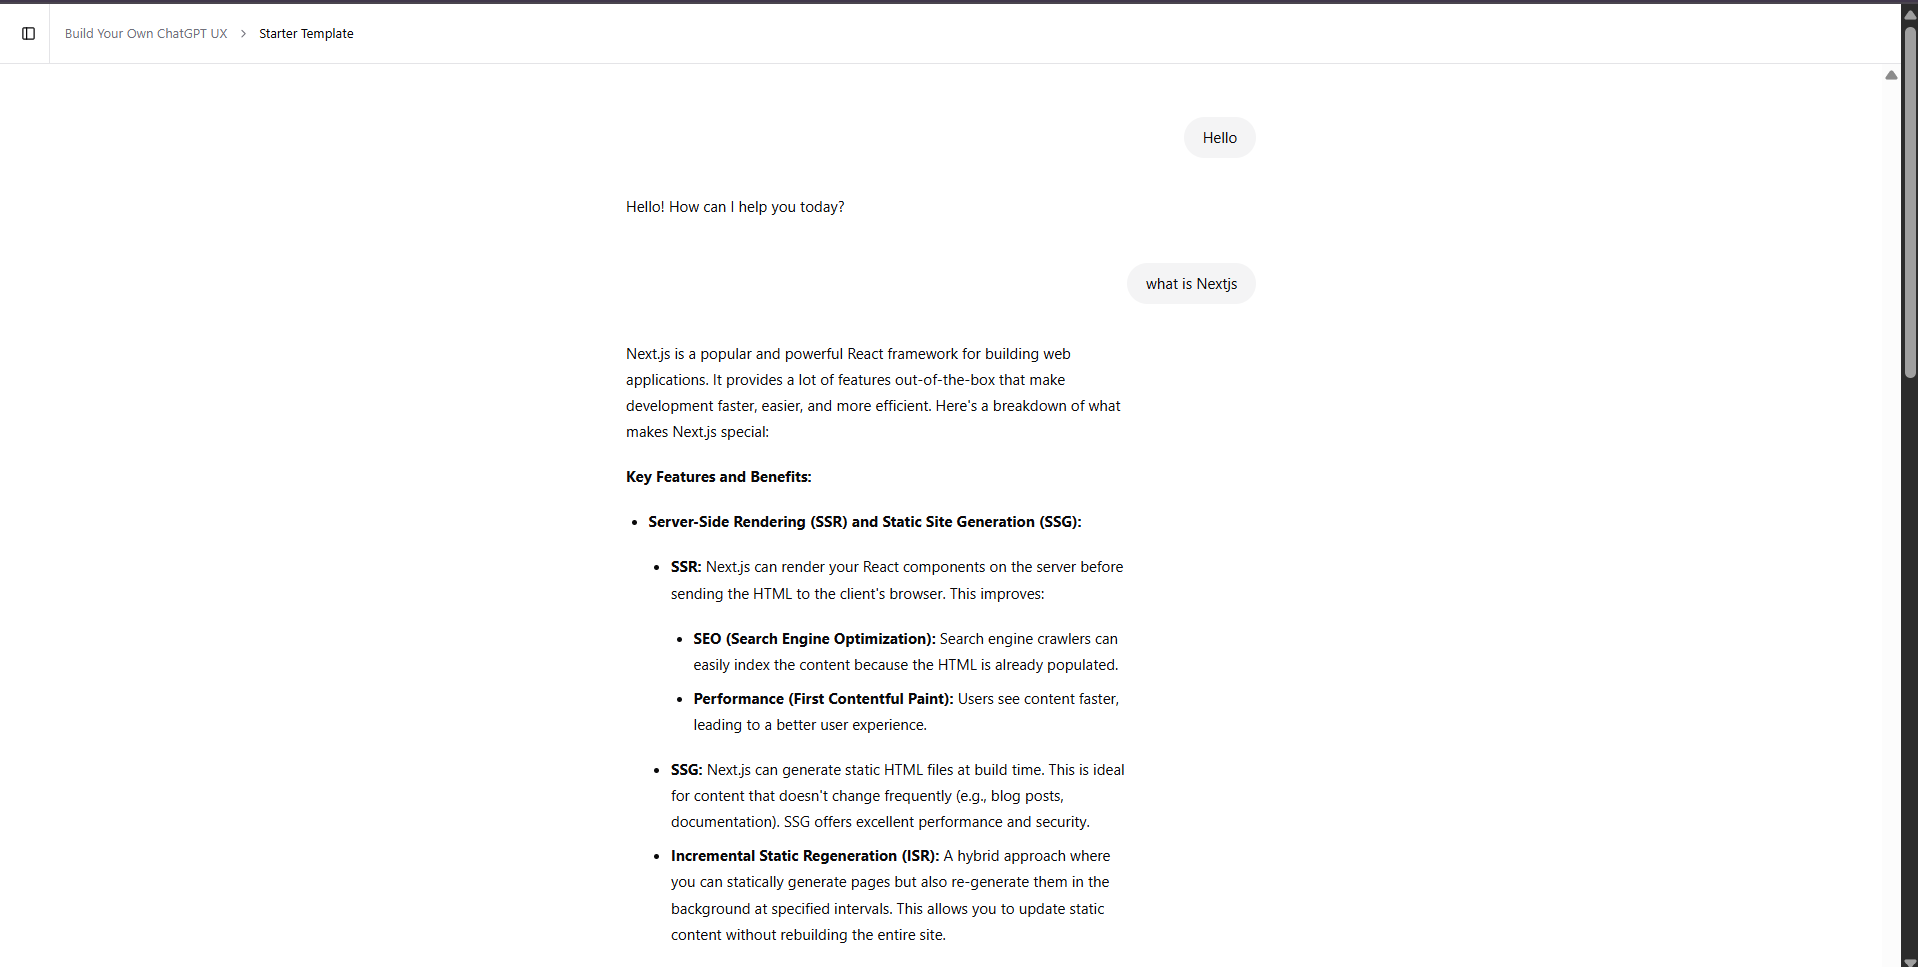 Build Your Own ChatGPT UX > Starter Template
Hello
Hello! How can I help you today?
what is Nextjs
Next.js is a popular and powerful React framework for building web
applications. It provides a lot of features out-of-the-box that make
development faster, easier, and more efficient. Here's a breakdown of what
makes Next.js special:
Key Features and Benefits:
• Server-Side Rendering (SSR) and Static Site Generation (SSG):
• SSR: Next.js can render your React components on the server before
sending the HTML to the client's browser. This improves:
• SEO (Search Engine Optimization): Search engine crawlers can
easily index the content because the HTML is already populated.
• Performance (First Contentful Paint): Users see content faster,
leading to a better user experience.
• SSG: Next.js can generate static HTML files at build time. This is ideal
for content that doesn't change frequently (e.g., blog posts,
documentation). SSG offers excellent performance and security.
• Incremental Static Regeneration (ISR): A hybrid approach where
you can statically generate pages but also re-generate them in the
background at specified intervals. This allows you to update static
content without rebuilding the entire site.